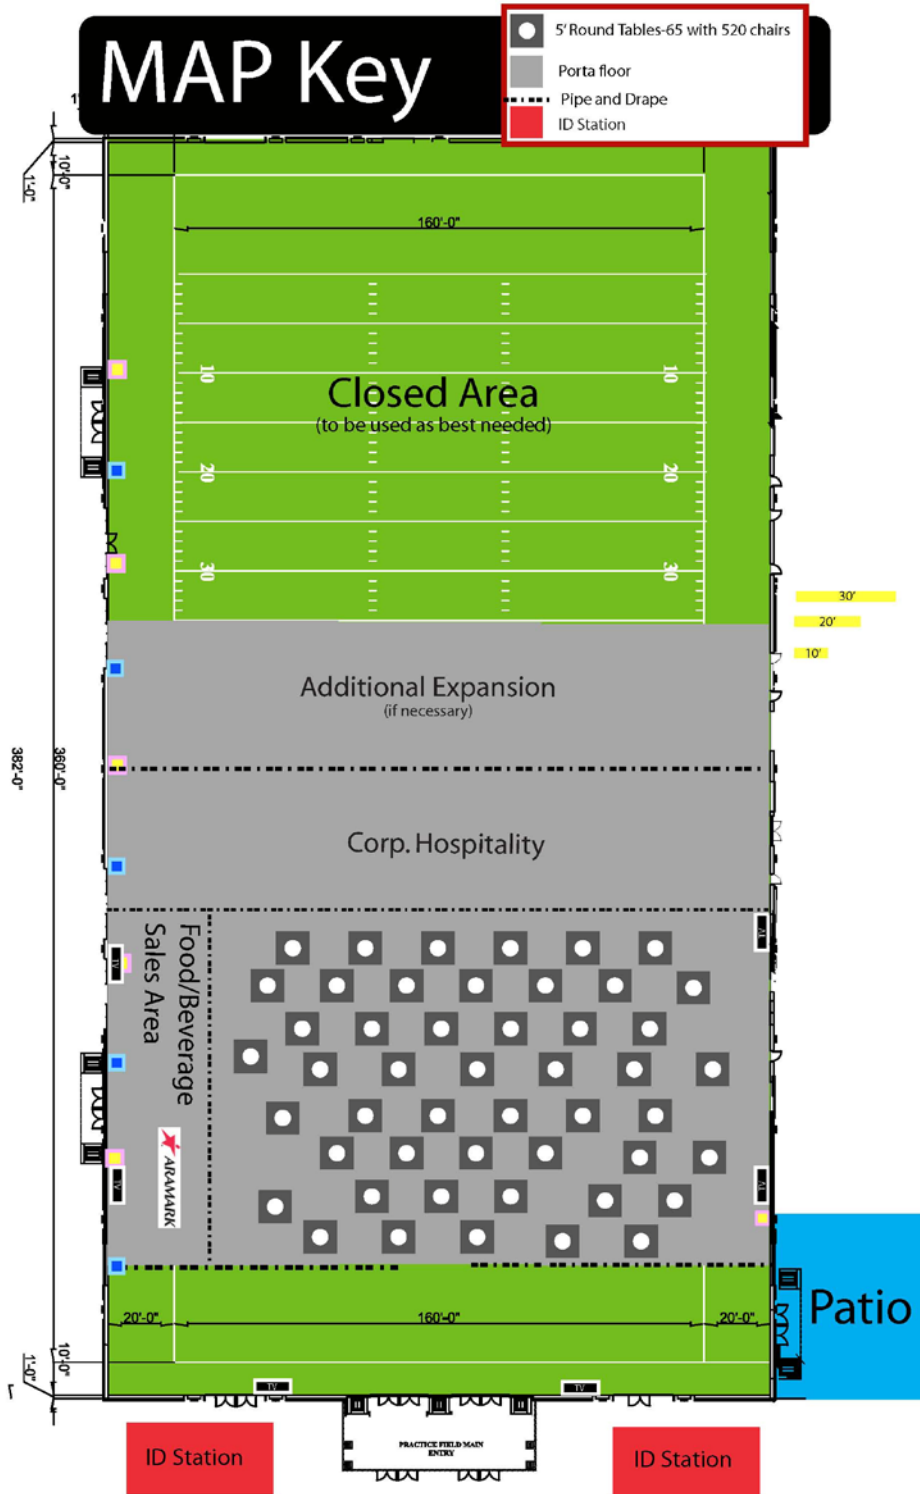 MAP Key
5' Round Tables-65 with 520 chairs
Porta floor
Pipe and Drape
ID Station
1'-0"
10'-0"
160'-0"
10
10
Closed Area
(to be used as best needed)
20
20
30
30
30'
20'
10'
Additional Expansion
(if necessary)
382'-0"
360'-0"
Corp. Hospitality
Food/Beverage
Sales Area
TV
TV
ARAMARK
TV
TV
Patio
20'-0"
160'-0"
20'-0"
10'-0"
1'-0"
TV
TV
PRACTICE FIELD MAIN
ENTRY
ID Station
ID Station